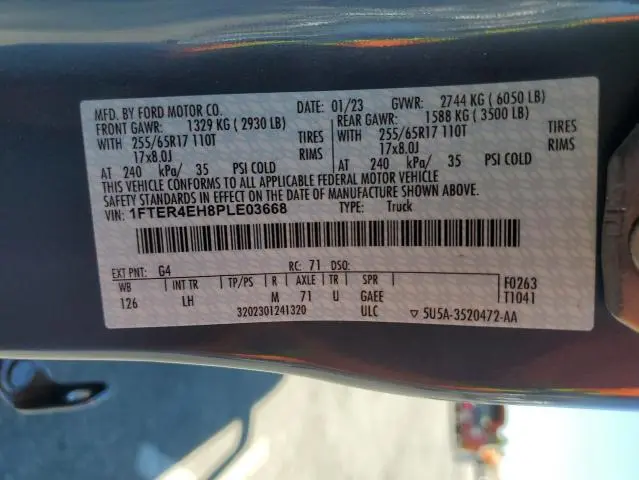 MFD. BY FORD MOTOR CO. DATE: 01/23 GVWR: 2744 KG ( 6050 LB)
FRONT GAWR: 1329 KG ( 2930 LB) REAR GAWR: 1588 KG ( 3500 LB)
WITH 255/65R17 110T TIRES WITH 255/65R17 110T TIRES
17x8.0J RIMS 17x8.0J RIMS
AT 240 kPa/ 35 PSI COLD AT 240 kPa/ 35 PSI COLD
THIS VEHICLE CONFORMS TO ALL APPLICABLE FEDERAL MOTOR VEHICLE
SAFETY STANDARDS IN EFFECT ON THE DATE OF MANUFACTURE SHOWN ABOVE.
VIN: 1FTER4EH8PLE03668 TYPE: Truck
EXT PNT: G4 RC: 71 DSO:
WB INT TR TP/PS R AXLE TR SPR F0263
126 LH M 71 U GAEE T1041
3202301241320 ULC ▽ 5U5A-3520472-AA